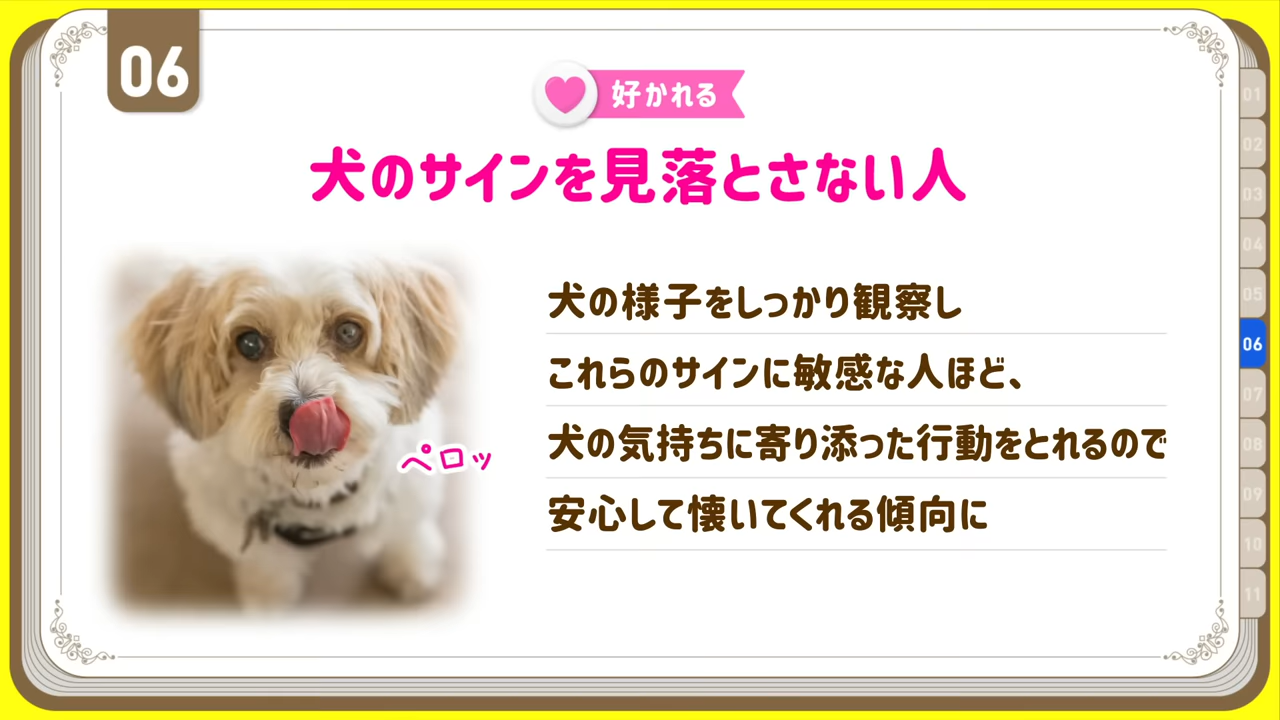 06
好かれる
犬のサインを見落とさない人
犬の様子をしっかり観察し
これらのサインに敏感な人ほど、
犬の気持ちに寄り添った行動をとれるので
安心して懐いてくれる傾向に
ペロッ
01
02
03
04
05
06
07
08
09
10
11